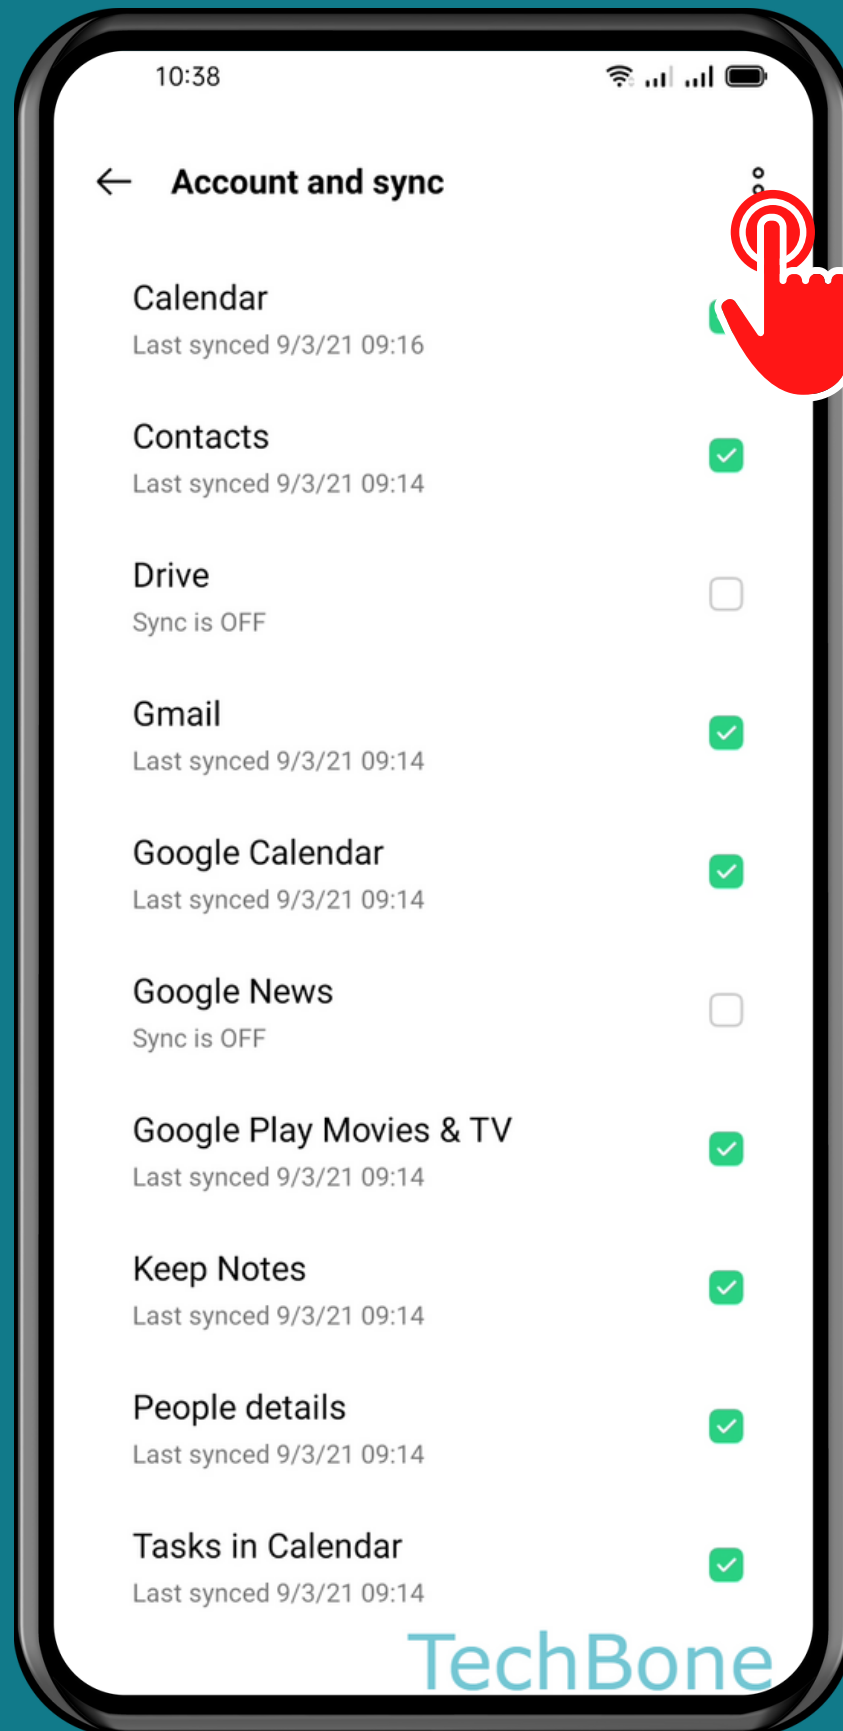 10:38
Account and sync
Calendar
Last synced 9/3/21 09:16
Contacts
Last synced 9/3/21 09:14
Drive
Sync is OFF
Gmail
Last synced 9/3/21 09:14
Google Calendar
Last synced 9/3/21 09:14
Google News
Sync is OFF
Google Play Movies & TV
Last synced 9/3/21 09:14
Keep Notes
Last synced 9/3/21 09:14
People details
Last synced 9/3/21 09:14
Tasks in Calendar
Last synced 9/3/21 09:14
TechBone